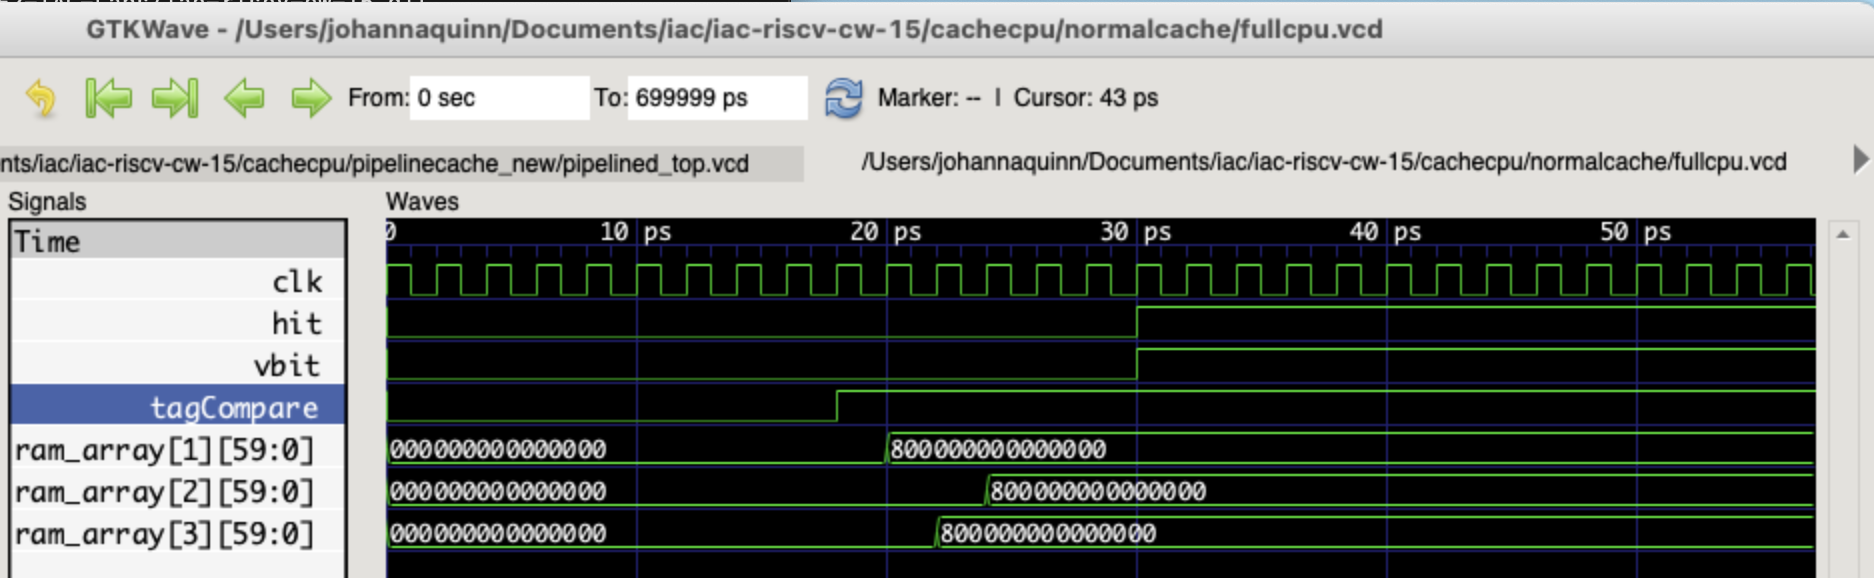 GTKWave - /Users/johannaquinn/Documents/iac/iac-riscv-cw-15/cachecpu/normalcache/fullcpu.vcd
From: 0 sec To: 699999 ps Marker: -- | Cursor: 43 ps
nts/iac/iac-riscv-cw-15/cachecpu/pipelinecache_new/pipelined_top.vcd /Users/johannaquinn/Documents/iac/iac-riscv-cw-15/cachecpu/normalcache/fullcpu.vcd
Signals Waves
Time 0 10 ps 20 ps 30 ps 40 ps 50 ps
clk
hit
vbit
tagCompare
ram_array[1][59:0] 000000000000000 800000000000000
ram_array[2][59:0] 000000000000000 800000000000000
ram_array[3][59:0] 000000000000000 800000000000000